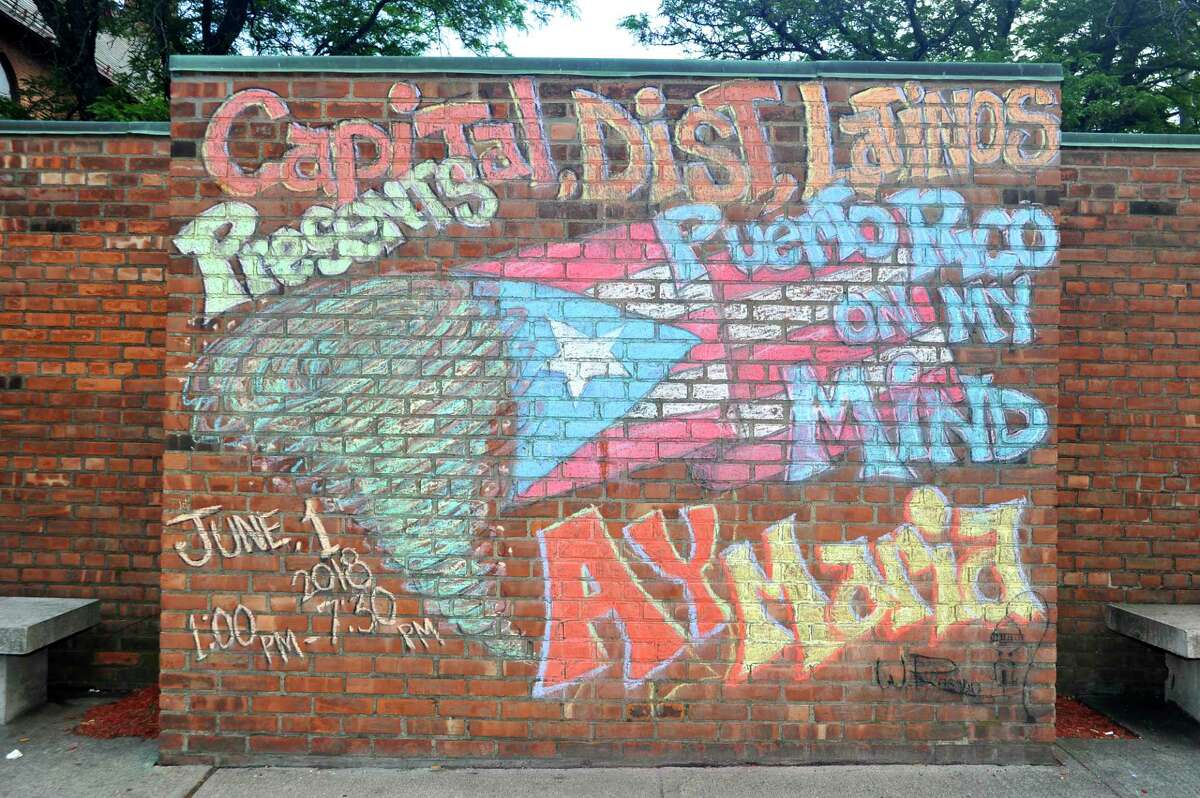 Capital. Dist, Latinos
Pressents
Puerto Rico
on my
Mind
June. 1
2018
1:00 PM - 7:30 PM
Ay Maria